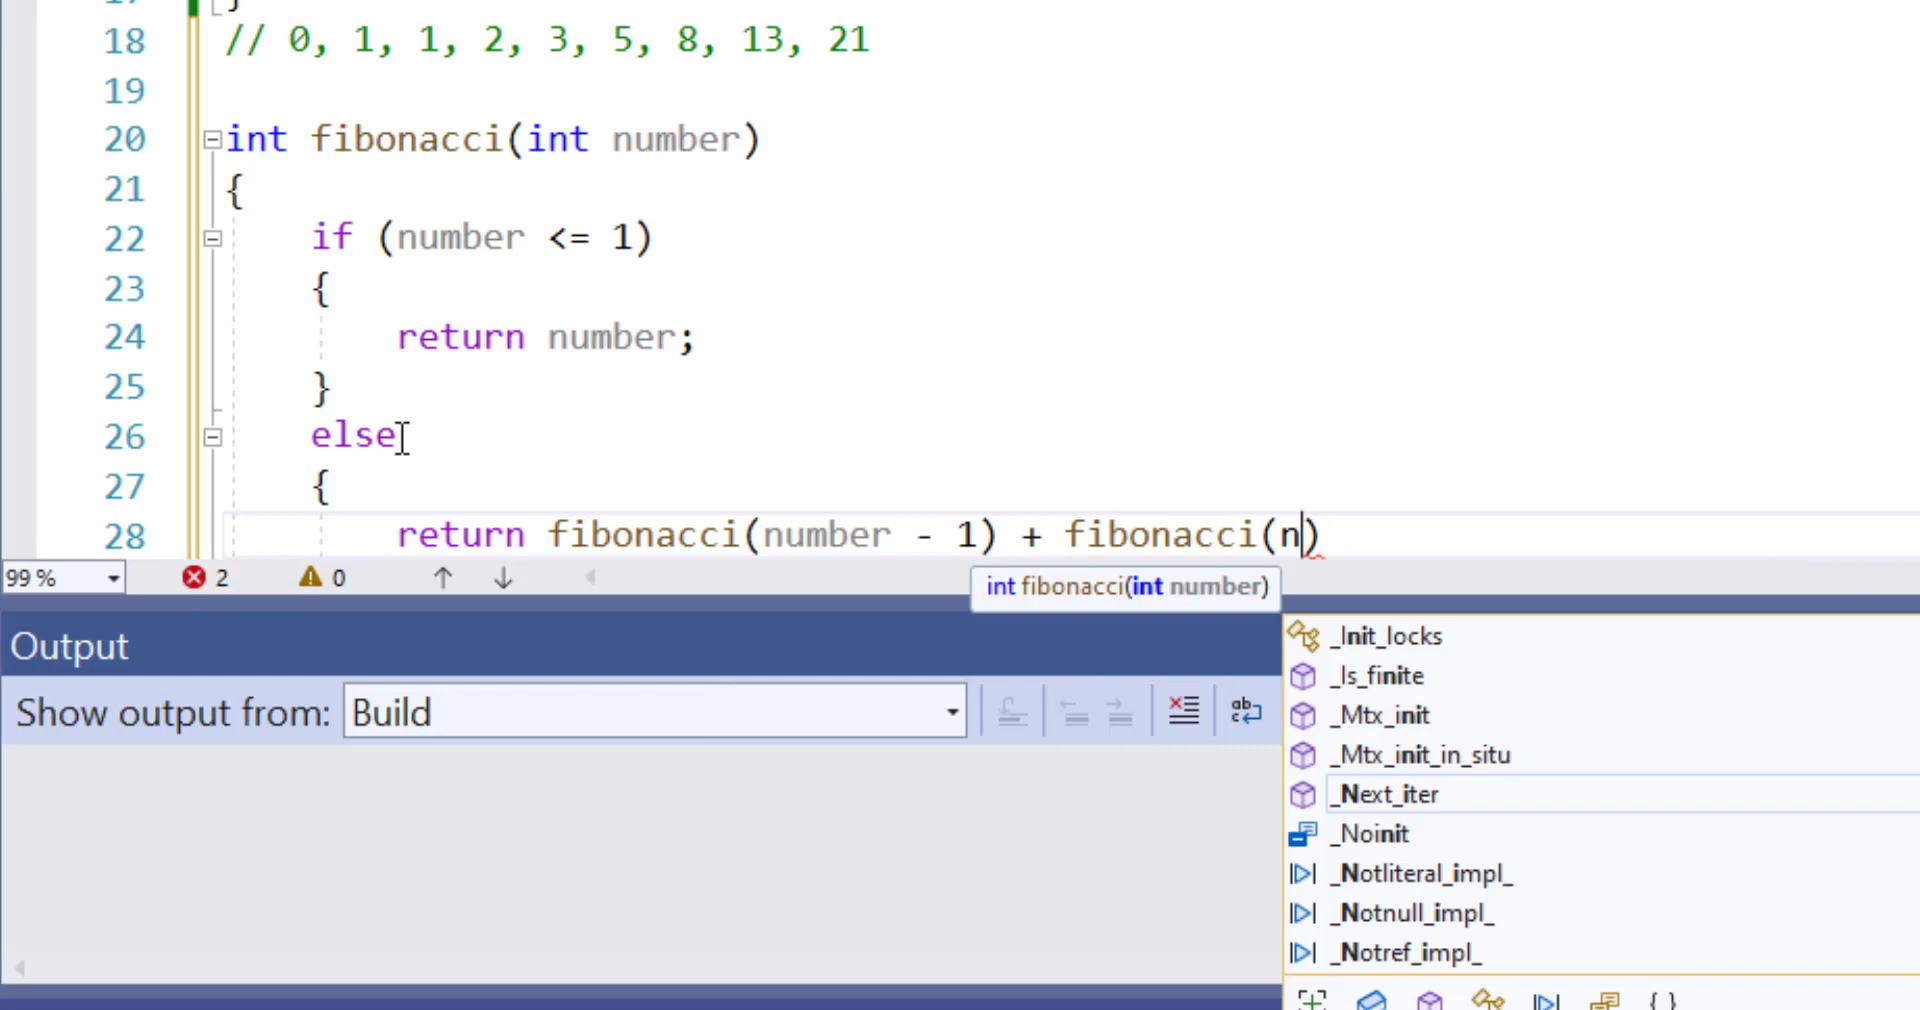 17 }
18 // 0, 1, 1, 2, 3, 5, 8, 13, 21
19
20 int fibonacci(int number)
21 {
22 if (number <= 1)
23 {
24 return number;
25 }
26 else
27 {
28 return fibonacci(number - 1) + fibonacci(n)
99 % 2 0
int fibonacci(int number)
Output
Show output from: Build
_Init_locks
_Is_finite
_Mtx_init
_Mtx_init_in_situ
_Next_iter
_Noinit
_Notliteral_impl_
_Notnull_impl_
_Notref_impl_